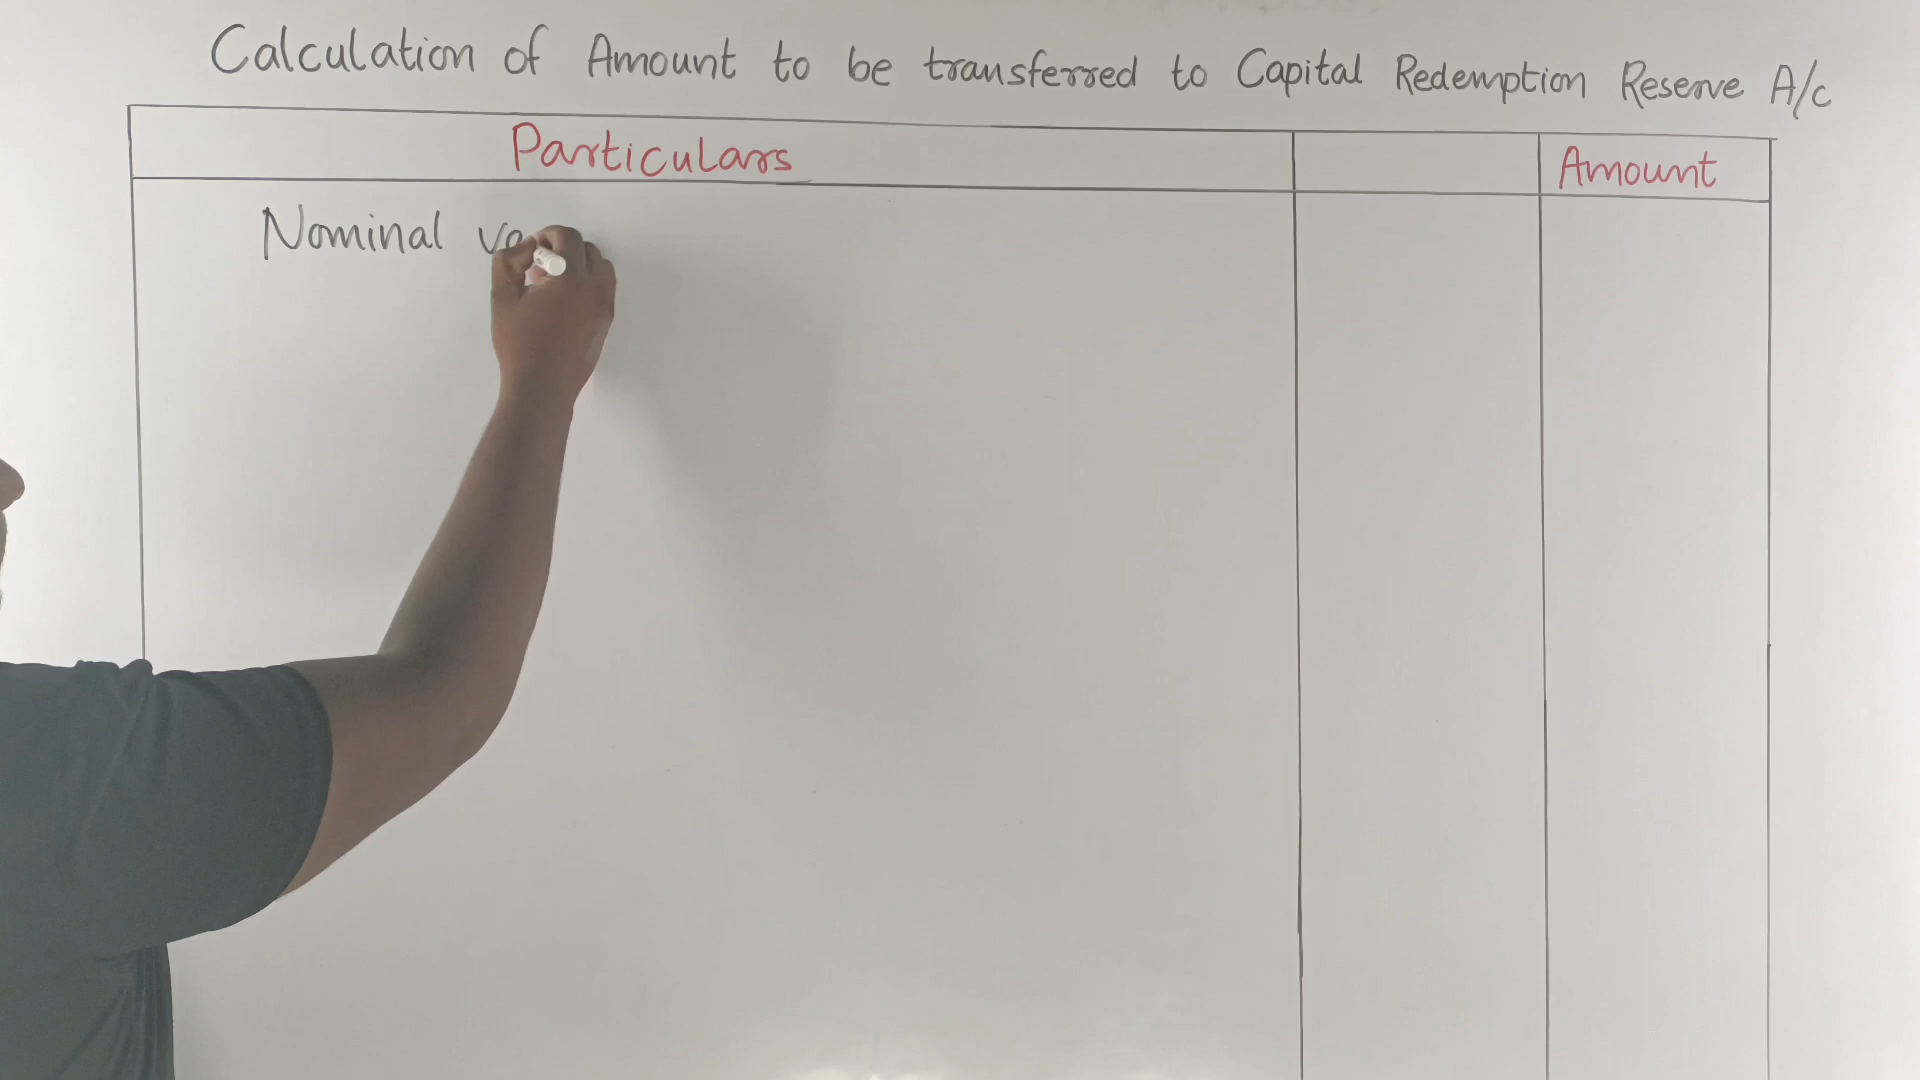 Calculation of Amount to be transferred to Capital Redemption Reserve A/c
Particulars Amount
Nominal